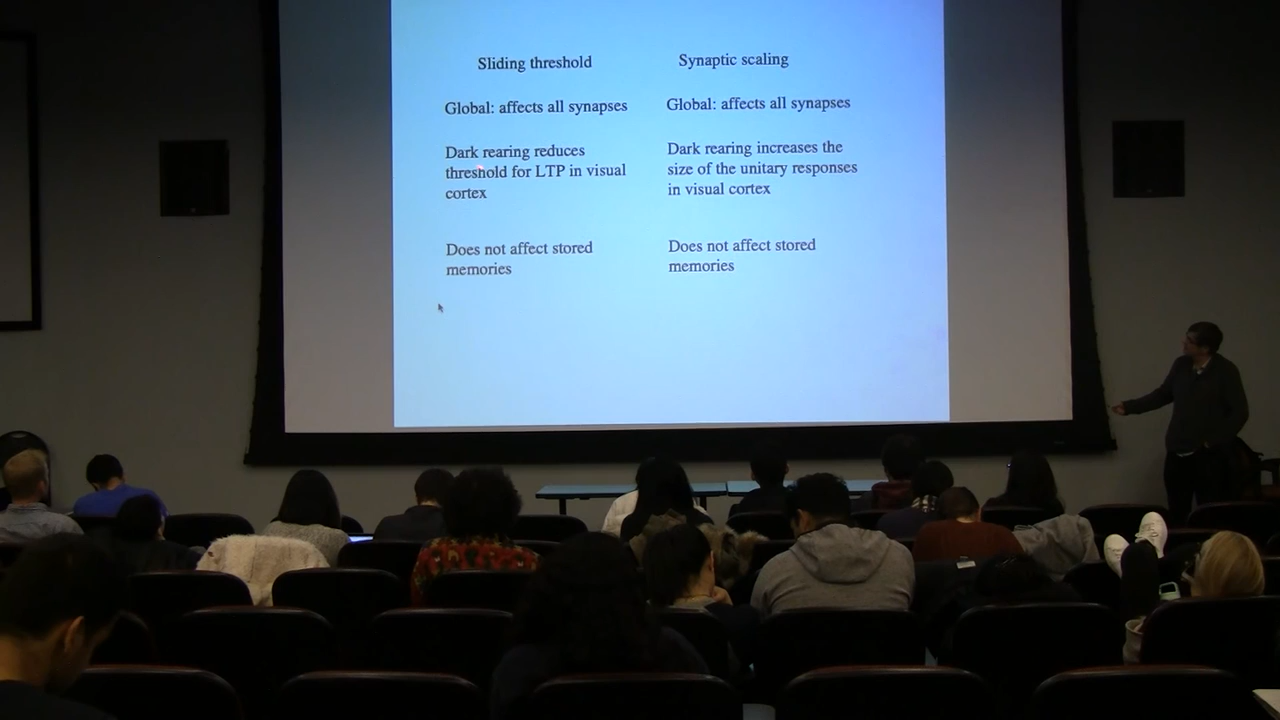 Sliding threshold
Synaptic scaling
Global: affects all synapses
Global: affects all synapses
Dark rearing reduces
threshold for LTP in visual
cortex
Dark rearing increases the
size of the unitary responses
in visual cortex
Does not affect stored
memories
Does not affect stored
memories